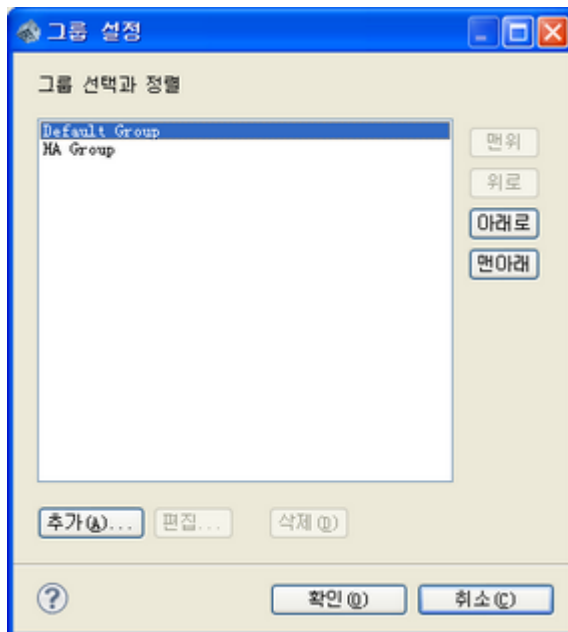 그룹 설정
그룹 선택과 정렬
Default Group
HA Group
맨위
위로
아래로
맨아래
추가(A)... 편집... 삭제(D)
? 확인(O) 취소(C)